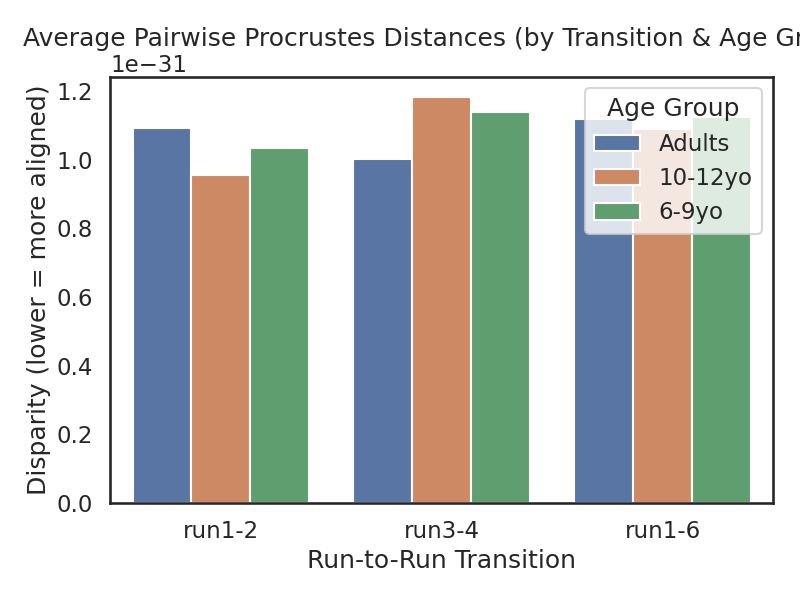 Average Pairwise Procrustes Distances (by Transition & Age Gr
1e−31
Disparity (lower = more aligned)
1.2
1.0
0.8
0.6
0.4
0.2
0.0
Age Group
Adults
10-12yo
6-9yo
run1-2
run3-4
run1-6
Run-to-Run Transition